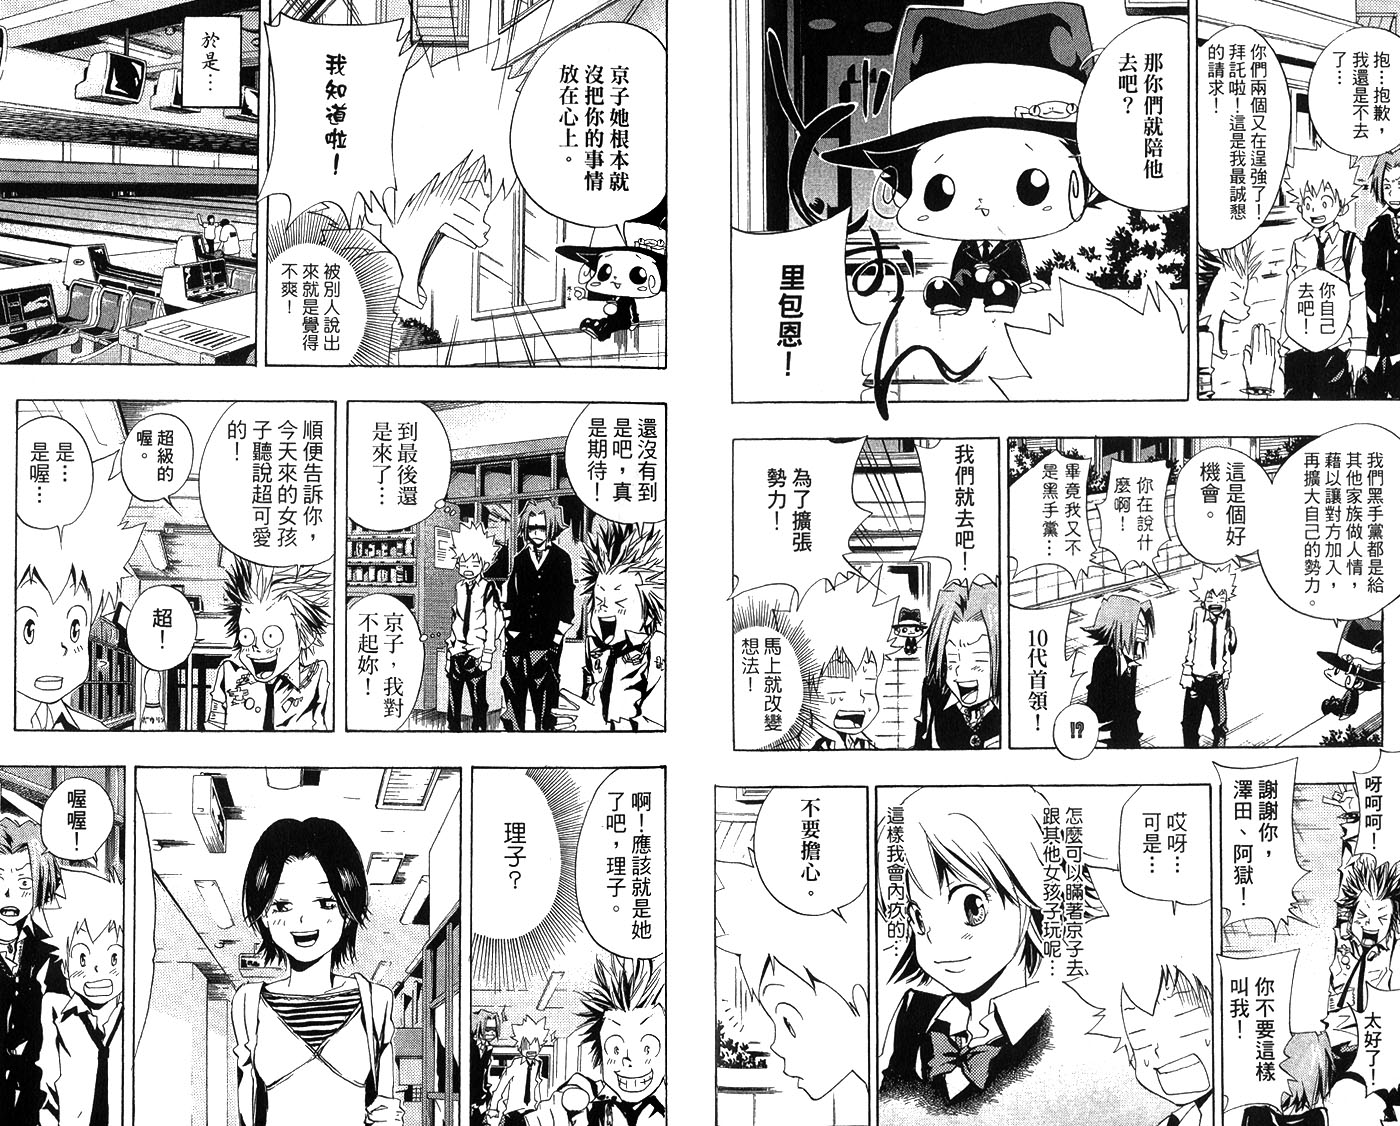 抱…抱歉，
我還是不去
了…
你們兩個又在逞強了！
拜託啦！這是我最誠懇
的請求！
你自己
去吧！
那你們就陪他
去吧？
里包恩！
我們黑手黨都是給
其他家族做人情，
藉以讓對方加入，
再擴大自己的勢力。
這是個好
機會。
你在說什
麼啊！
畢竟我又不
是黑手黨…
10代首領！
!?
我們就去吧！
為了擴張
勢力！
馬上就改變
想法！
呀呵呵！
謝謝你，
澤田、阿獄！
你不要這樣
叫我！
太好了！
哎呀…
可是…
怎麼可以瞞著京子去
跟其他女孩子玩呢…
這樣我會內疚的…
不要擔心。
京子她根本就
沒把你的事情
放在心上。
我知道啦！
被別人說出
來就是覺得
不爽！
於是…
還沒有到
是吧，真
是期待！
到最後還
是來了…
京子，我對
不起妳！
順便告訴你，
今天來的女孩
子聽說超可愛
的！
超級的
喔。
超！
是…
是喔…
啊！應該就是她
了吧，理子。
理子？
喔喔！